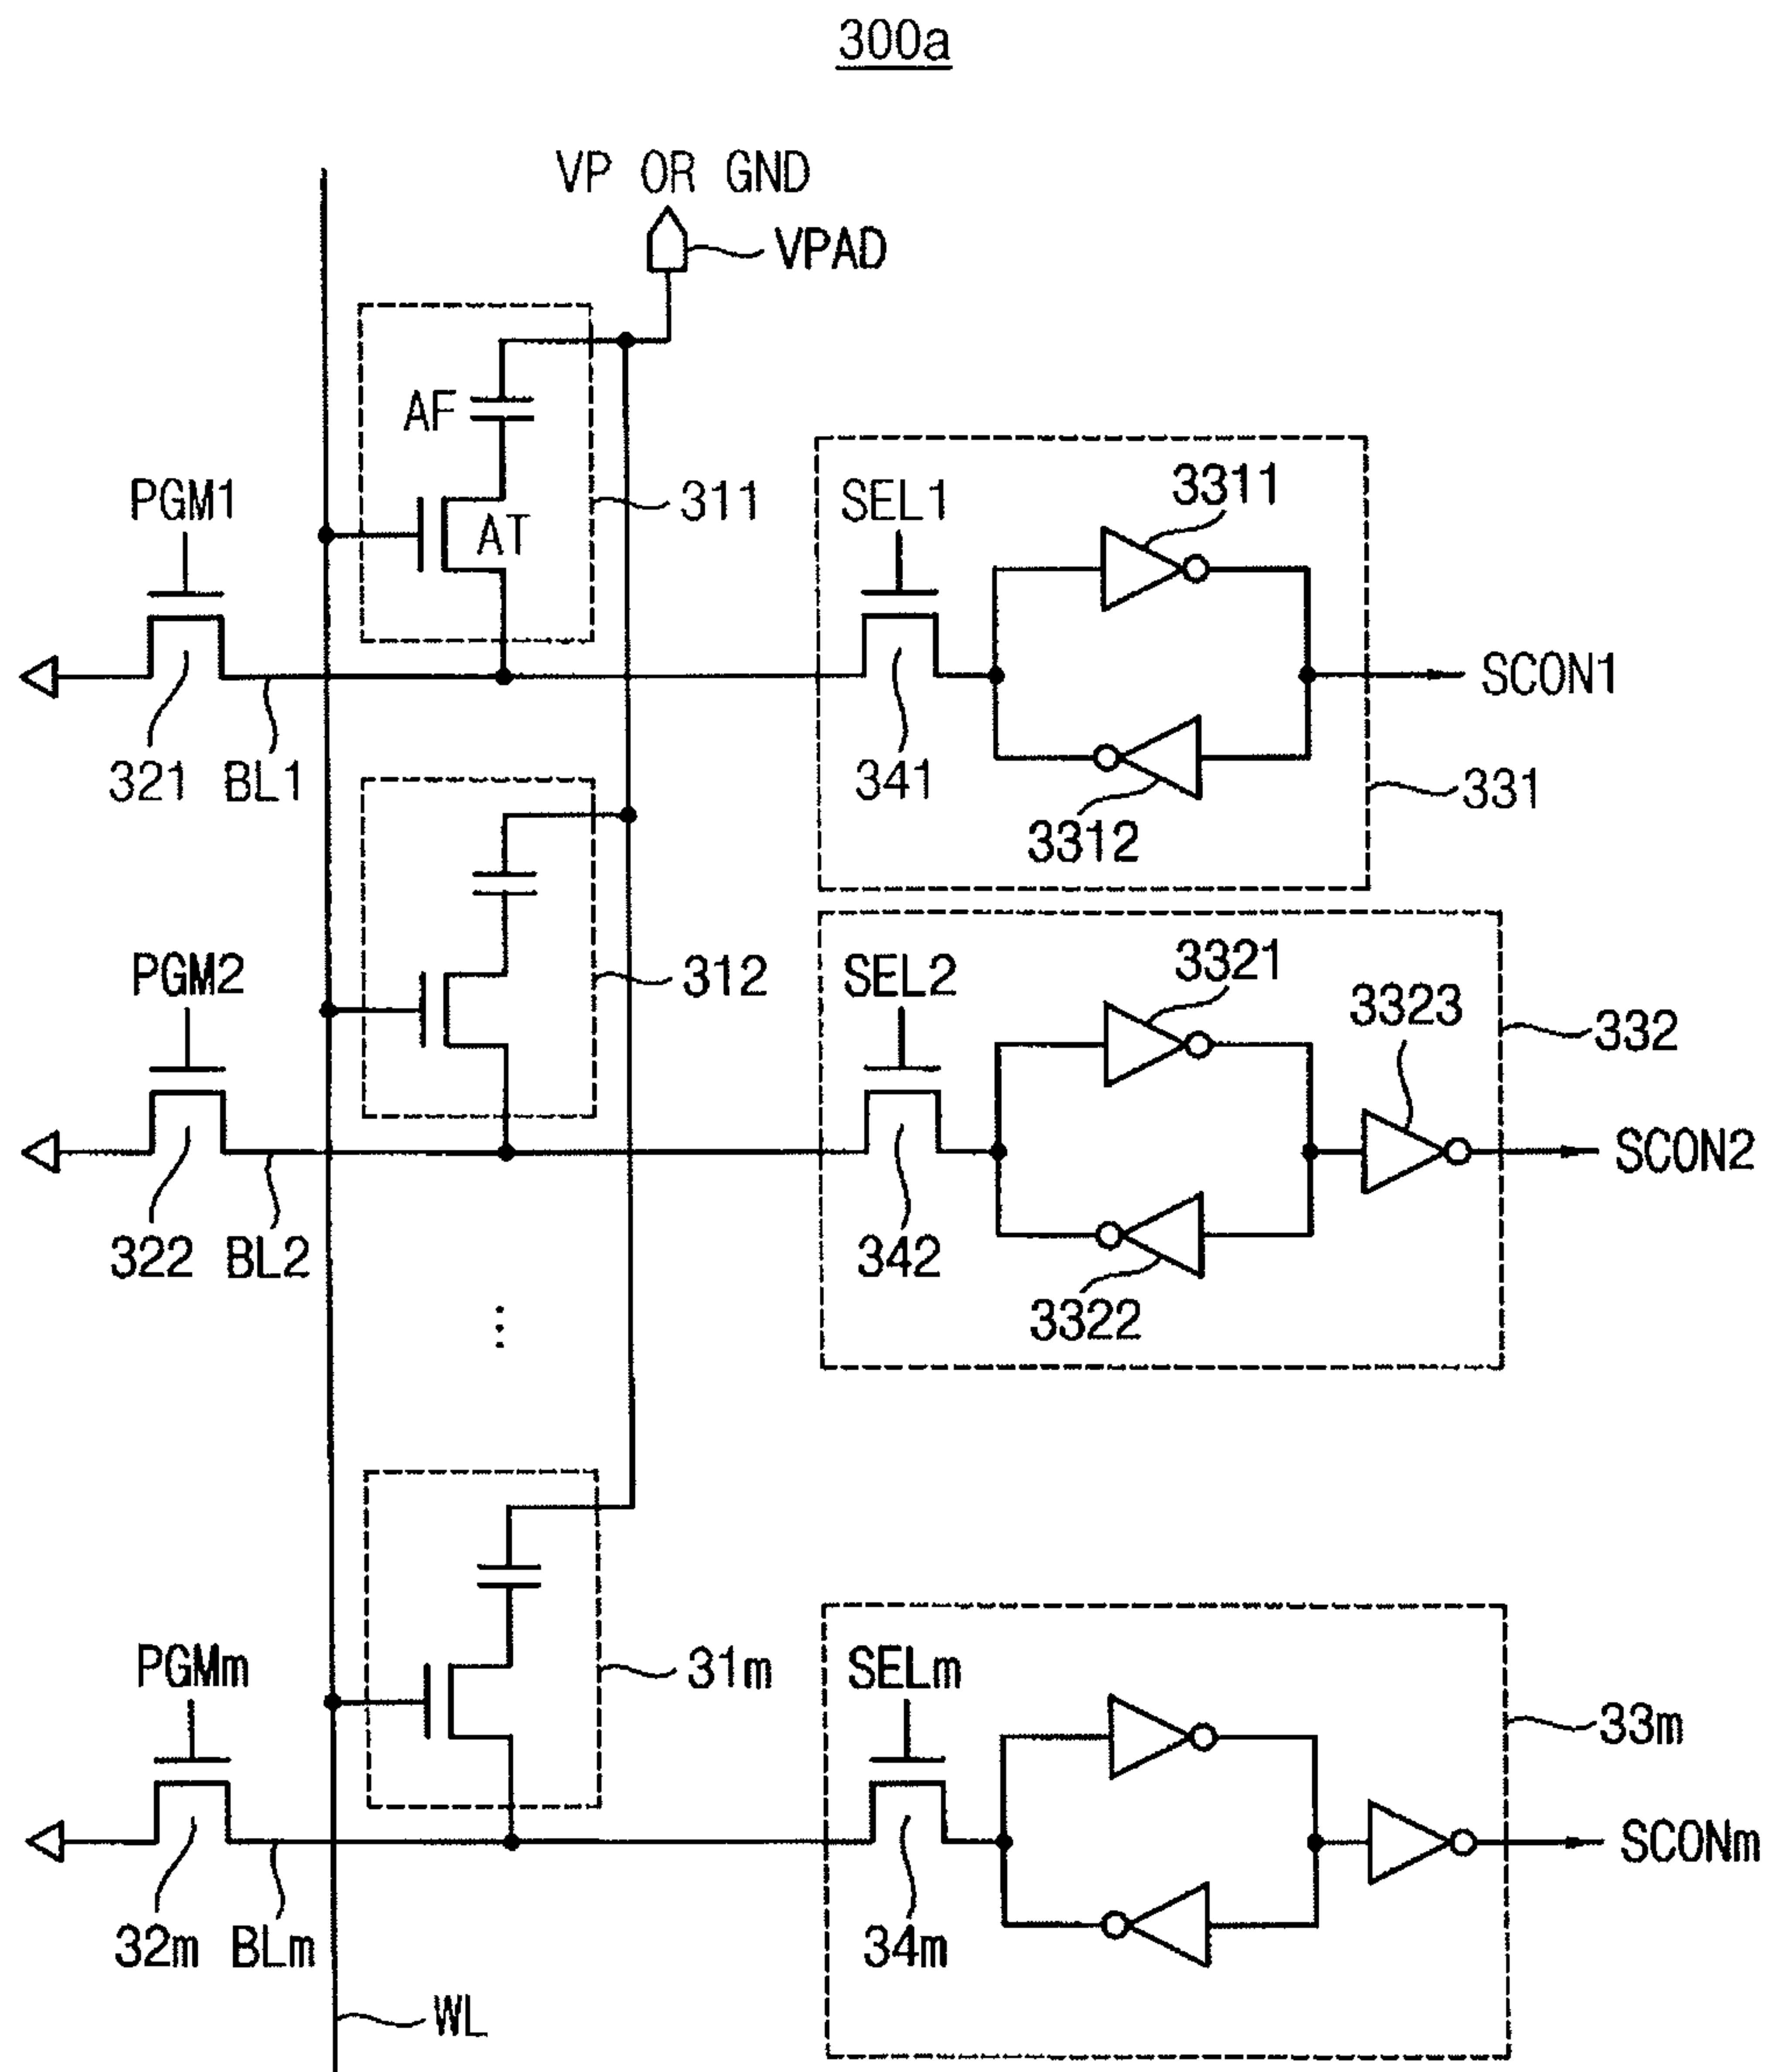 300a
VP OR GND
VPAD
AF
AT
311
PGM1
321
BL1
SEL1
341
3311
3312
331
SCON1
312
PGM2
322
BL2
SEL2
342
3321
3322
3323
332
SCON2
31m
PGMm
32m
BLm
SELm
34m
33m
SCONm
WL